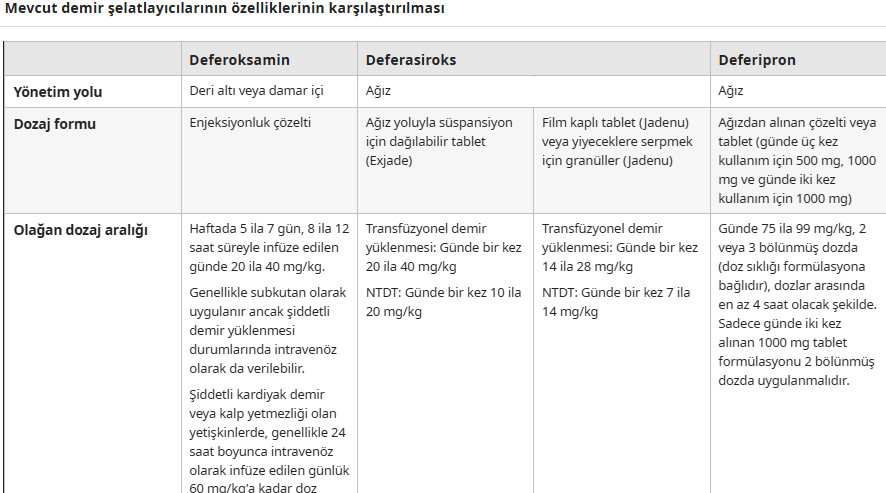 Mevcut demir şelatlayıcılarının özelliklerinin karşılaştırılması
Deferoksamin
Deferasiroks
Deferipron
Yönetim yolu
Deri altı veya damar içi
Ağız
Ağız
Dozaj formu
Enjeksiyonluk çözelti
Ağız yoluyla süspansiyon
için dağılabilir tablet
(Exjade)
Film kaplı tablet (Jadenu)
veya yiyeceklere serpmek
için granüller (Jadenu)
Ağızdan alınan çözelti veya
tablet (günde üç kez
kullanım için 500 mg, 1000
mg ve günde iki kez
kullanım için 1000 mg)
Olağan dozaj aralığı
Haftada 5 ila 7 gün, 8 ila 12
saat süreyle infüze edilen
günde 20 ila 40 mg/kg.
Genellikle subkutan olarak
uygulanır ancak şiddetli
demir yüklenmesi
durumlarında intravenöz
olarak da verilebilir.
Şiddetli kardiyak demir
veya kalp yetmezliği olan
yetişkinlerde, genellikle 24
saat boyunca intravenöz
olarak infüze edilen günlük
60 mg/kg'a kadar doz
Transfüzyonel demir
yüklenmesi: Günde bir kez
20 ila 40 mg/kg
NTDT: Günde bir kez 10 ila
20 mg/kg
Transfüzyonel demir
yüklenmesi: Günde bir kez
14 ila 28 mg/kg
NTDT: Günde bir kez 7 ila
14 mg/kg
Günde 75 ila 99 mg/kg, 2
veya 3 bölünmüş dozda
(doz sıklığı formülasyona
bağlıdır), dozlar arasında
en az 4 saat olacak şekilde.
Sadece günde iki kez
alınan 1000 mg tablet
formülasyonu 2 bölünmüş
dozda uygulanmalıdır.